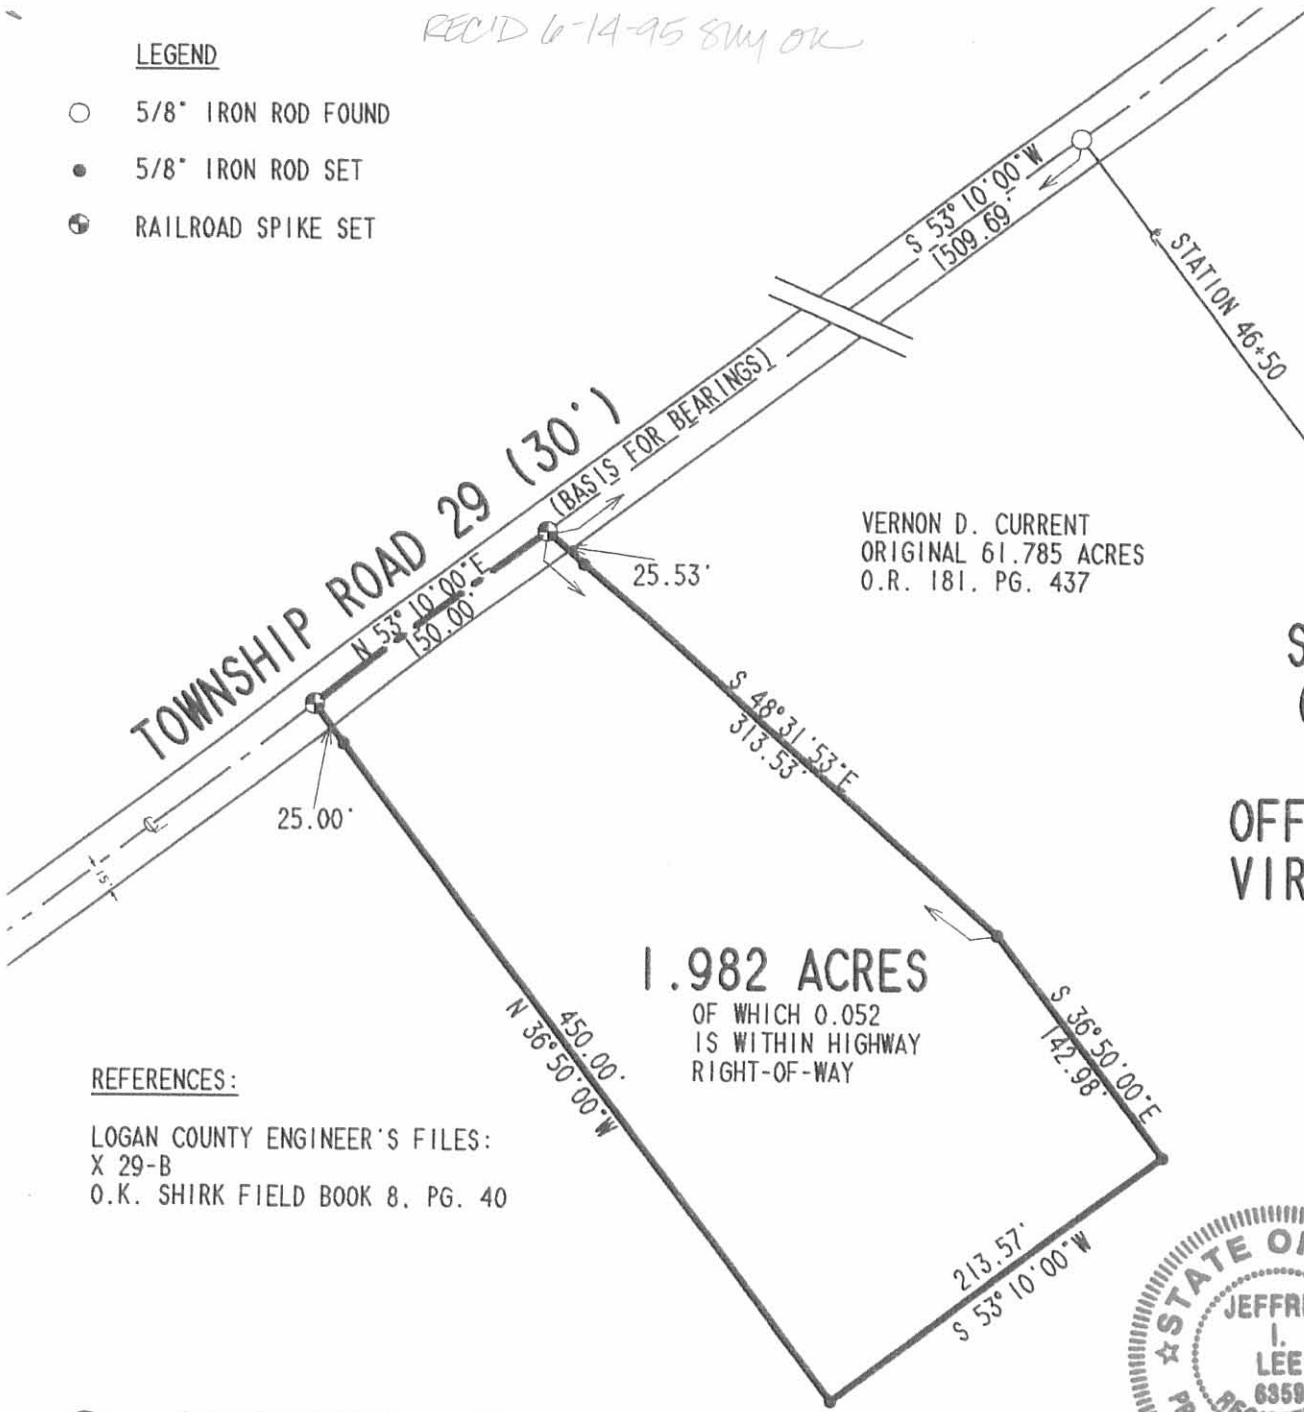 REC'D 6-14-95
LEGEND
5/8" IRON ROD FOUND
5/8" IRON ROD SET
RAILROAD SPIKE SET
S 53°10'00"W
1509.69'
STATION 46+50
(BASIS FOR BEARINGS)
TOWNSHIP ROAD 29 (30')
N 53°10'00"E
150.00'
25.53'
VERNON D. CURRENT
ORIGINAL 61.785 ACRES
O.R. 181, PG. 437
S 48°31'53"E
313.53'
25.00'
15'
OFF
VIR
1.982 ACRES
OF WHICH 0.052
IS WITHIN HIGHWAY
RIGHT-OF-WAY
450.00'
N 36°50'00"W
S 36°50'00"E
142.98'
REFERENCES:
LOGAN COUNTY ENGINEER'S FILES:
X 29-B
O.K. SHIRK FIELD BOOK 8, PG. 40
213.57'
S 53°10'00"W
STATE O
JEFFR
I.
LEE
6359